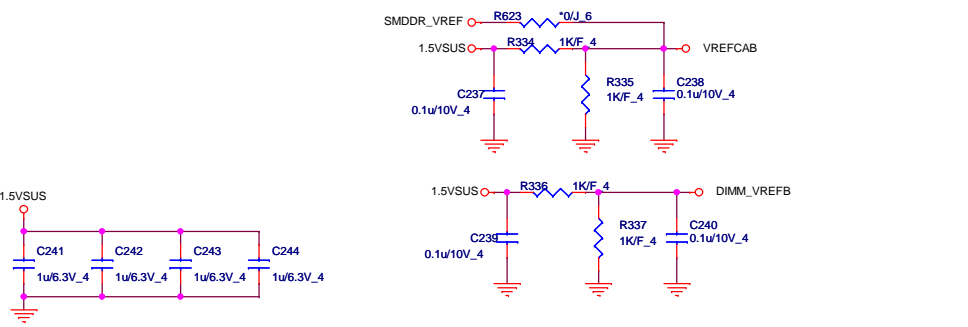 SMDDR_VREF
R623
*0/J_6
1.5VSUS
R334
1K/F_4
VREFCAB
C237
0.1u/10V_4
R335
1K/F_4
C238
0.1u/10V_4
1.5VSUS
R336
1K/F_4
DIMM_VREFB
C239
0.1u/10V_4
R337
1K/F_4
C240
0.1u/10V_4
1.5VSUS
C241
1u/6.3V_4
C242
1u/6.3V_4
C243
1u/6.3V_4
C244
1u/6.3V_4